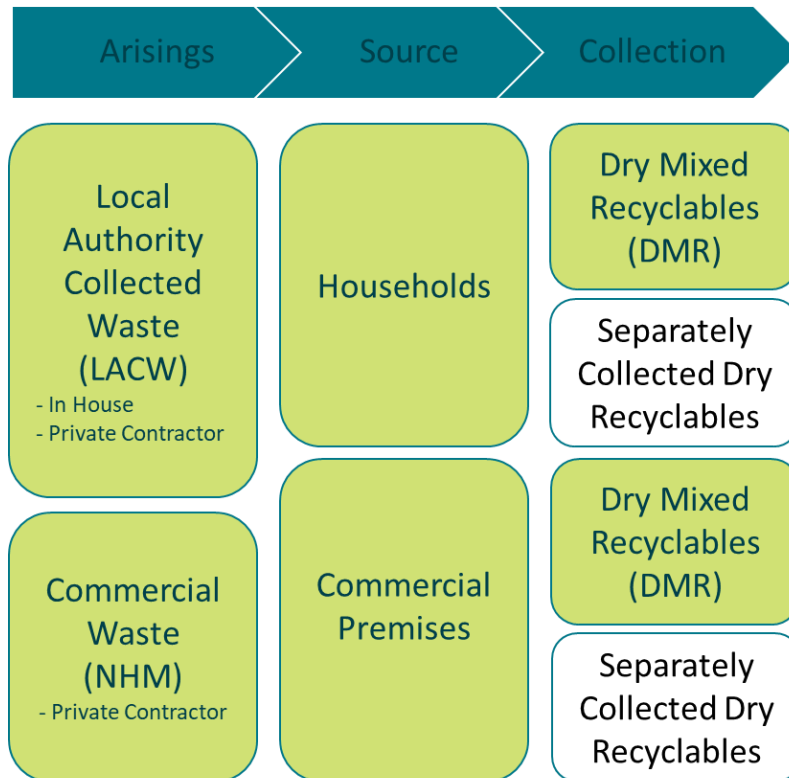 Arisings
Source
Collection
Local
Authority
Collected
Waste
(LACW)
- In House
- Private Contractor
Commercial
Waste
(NHM)
- Private Contractor
Households
Commercial
Premises
Dry Mixed
Recyclables
(DMR)
Separately
Collected Dry
Recyclables
Dry Mixed
Recyclables
(DMR)
Separately
Collected Dry
Recyclables